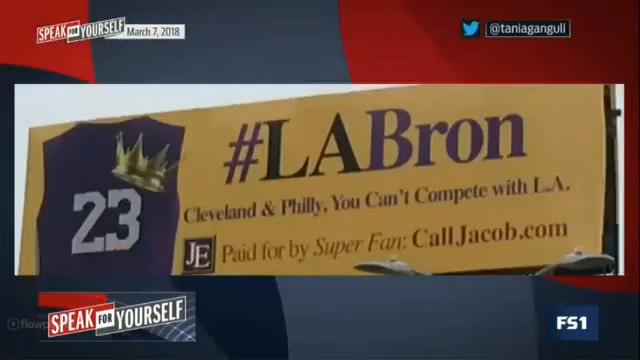 SPEAK FOR YOURSELF
March 7, 2018
@taniaganguli
#LABron
23
Cleveland & Philly, You Can't Compete with L.A.
JE Paid for by Super Fan: CallJacob.com
SPEAK FOR YOURSELF
FS1